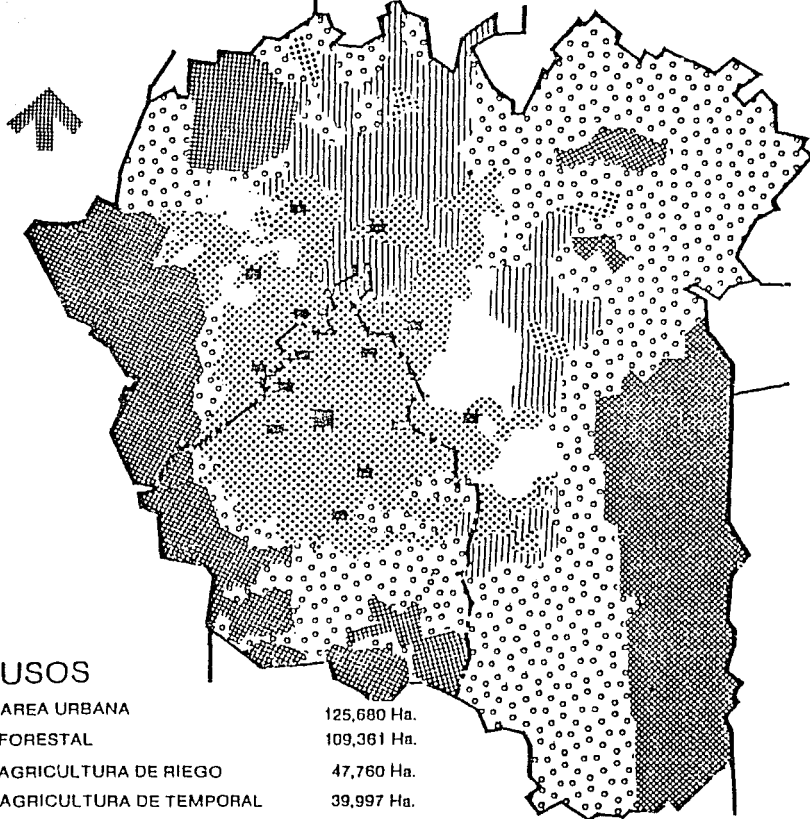 USOS
AREA URBANA 125,680 Ha.
FORESTAL 109,361 Ha.
AGRICULTURA DE RIEGO 47,760 Ha.
AGRICULTURA DE TEMPORAL 39,997 Ha.